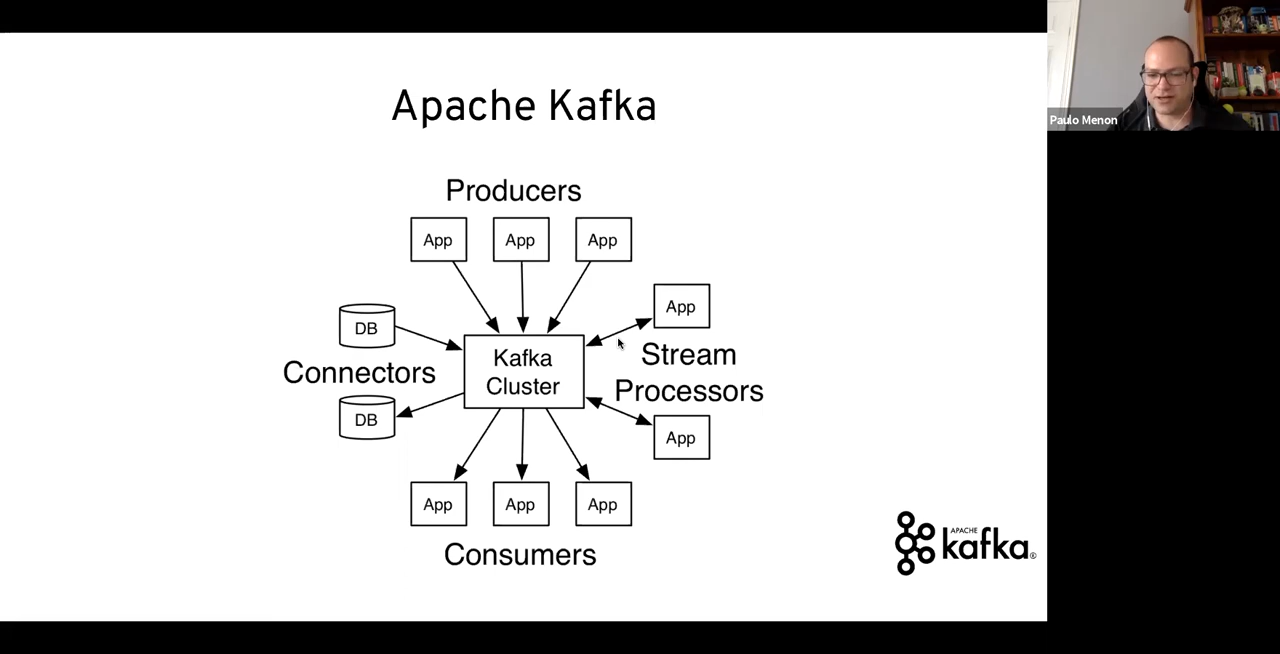 Apache Kafka
Paulo Menon
Producers
App
App
App
DB
App
Connectors
Kafka
Cluster
Stream
Processors
DB
App
App
App
App
Consumers
APACHE
kafka®